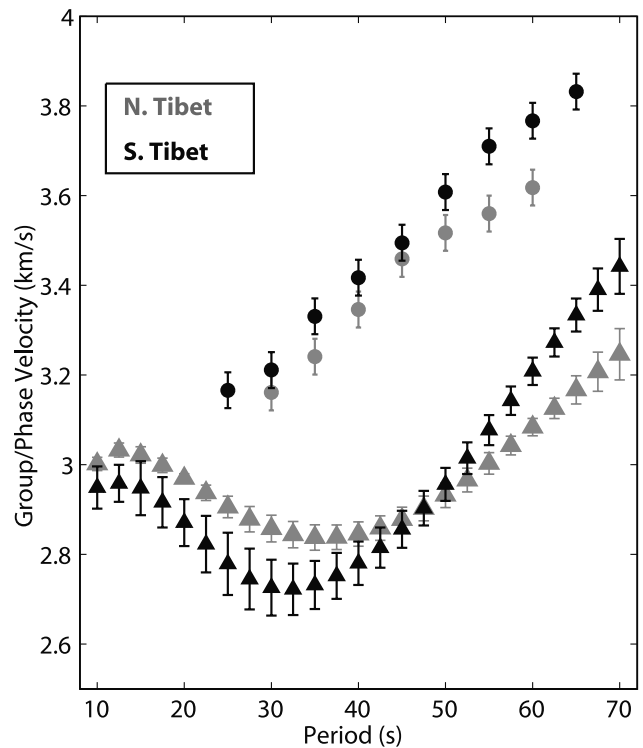 4
3.8
3.6
3.4
3.2
3
2.8
2.6
Group/Phase Velocity (km/s)
N. Tibet
S. Tibet
10 20 30 40 50 60 70
Period (s)